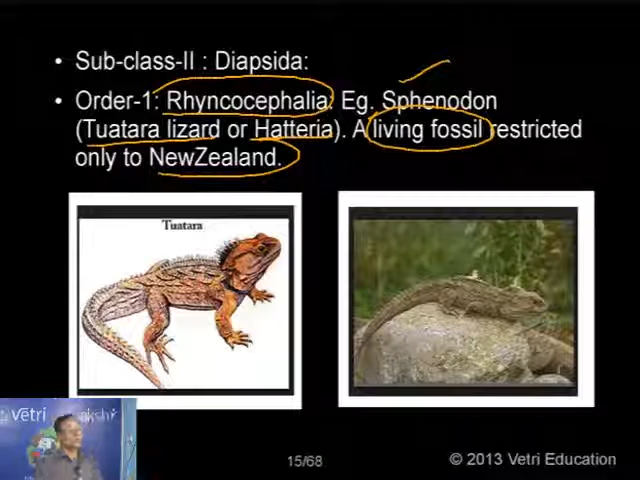 • Sub-class-II : Diapsida:
• Order-1: Rhyncocephalia. Eg. Sphenodon
(Tuatara lizard or Hatteria). A living fossil restricted
only to NewZealand.
Tuatara
Vetri
15/68
© 2013 Vetri Education